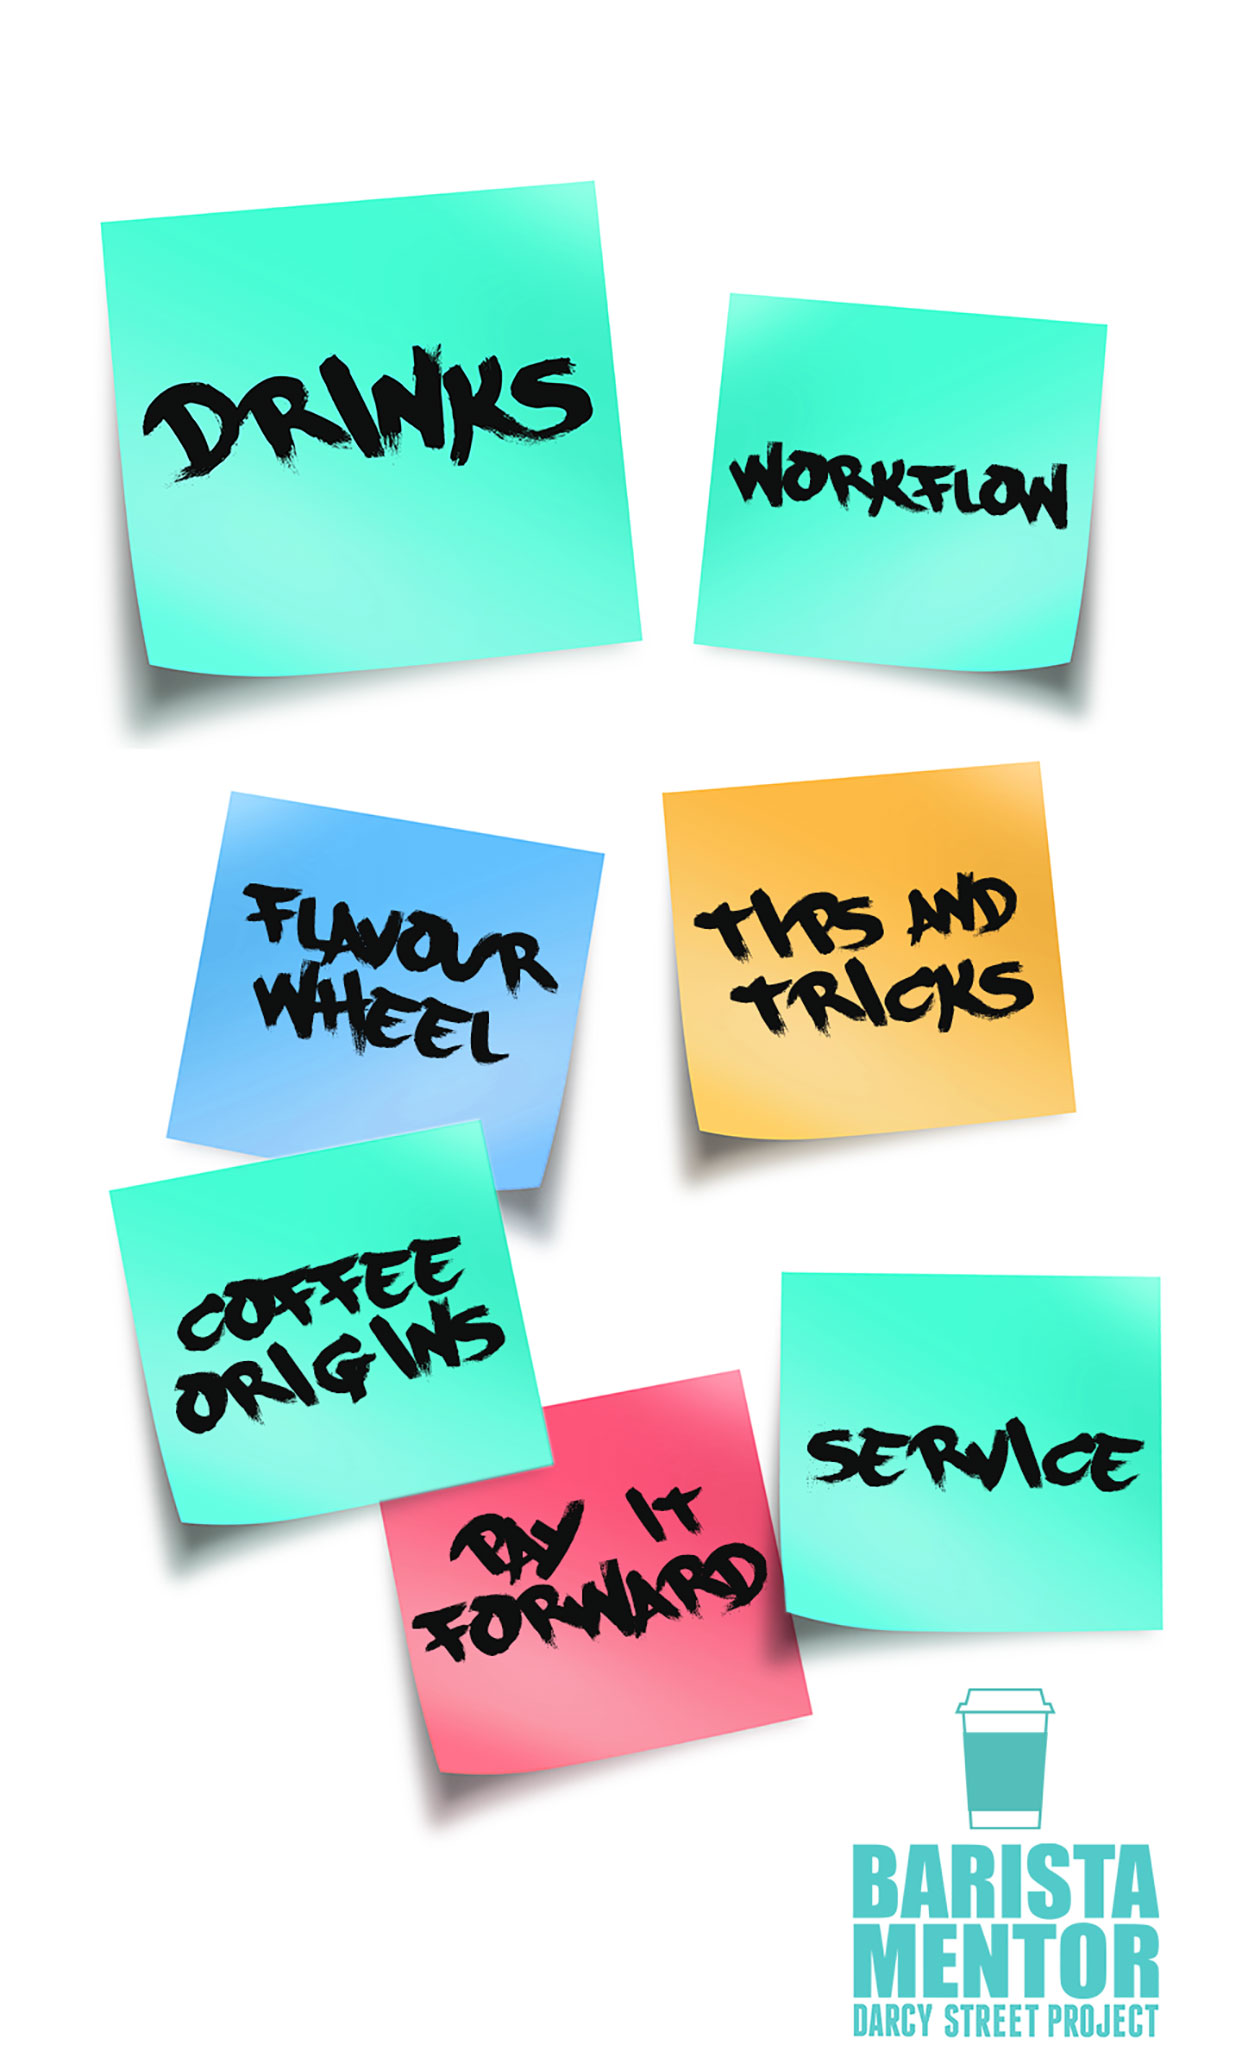 DRINKS
WORKFLOW
FLAVOUR
WHEEL
TIPS AND
TRICKS
COFFEE
ORIGINS
PAY IT
FORWARD
SERVICE
BARISTA
MENTOR
DARCY STREET PROJECT